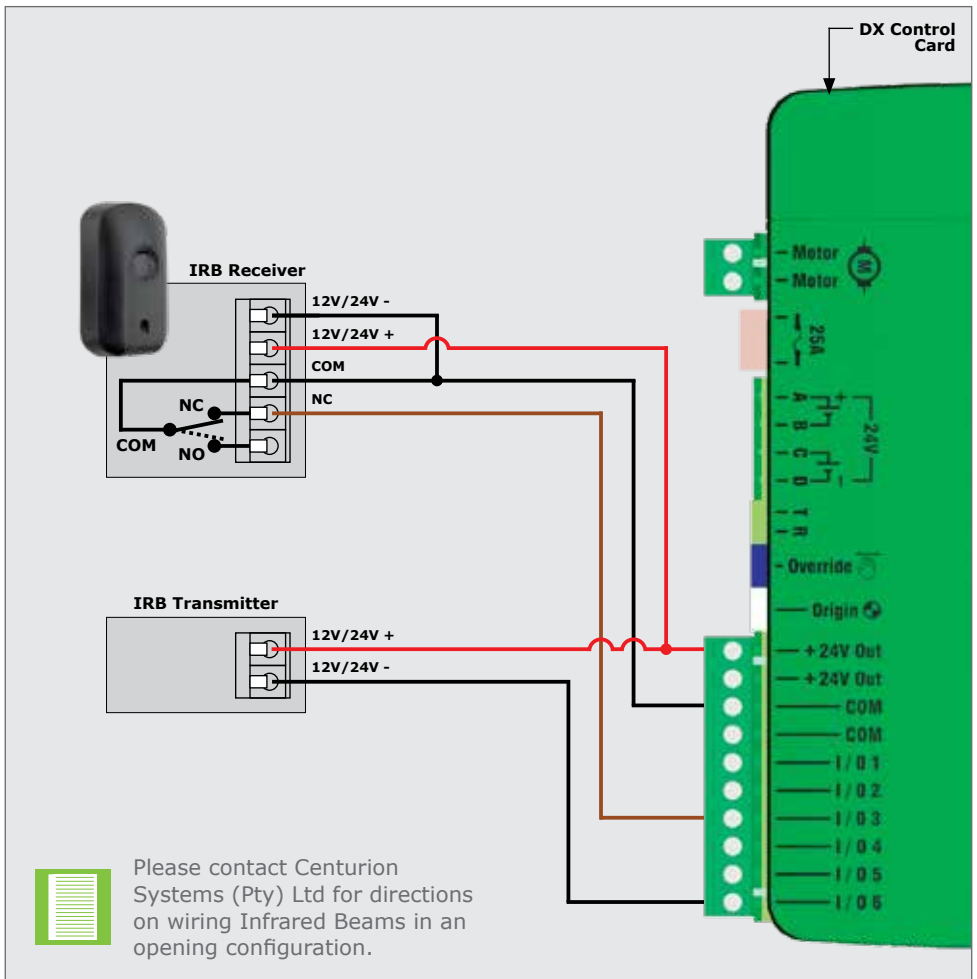 DX Control
Card
IRB Receiver
12V/24V -
12V/24V +
COM
NC
NC
COM
NO
IRB Transmitter
12V/24V +
12V/24V -
Motor
Motor
M
25A
A +
B
24V
C
D -
T
R
Override
Origin
+ 24V Out
+ 24V Out
COM
COM
I / O 1
I / O 2
I / O 3
I / O 4
I / O 5
I / O 6
Please contact Centurion
Systems (Pty) Ltd for directions
on wiring Infrared Beams in an
opening configuration.